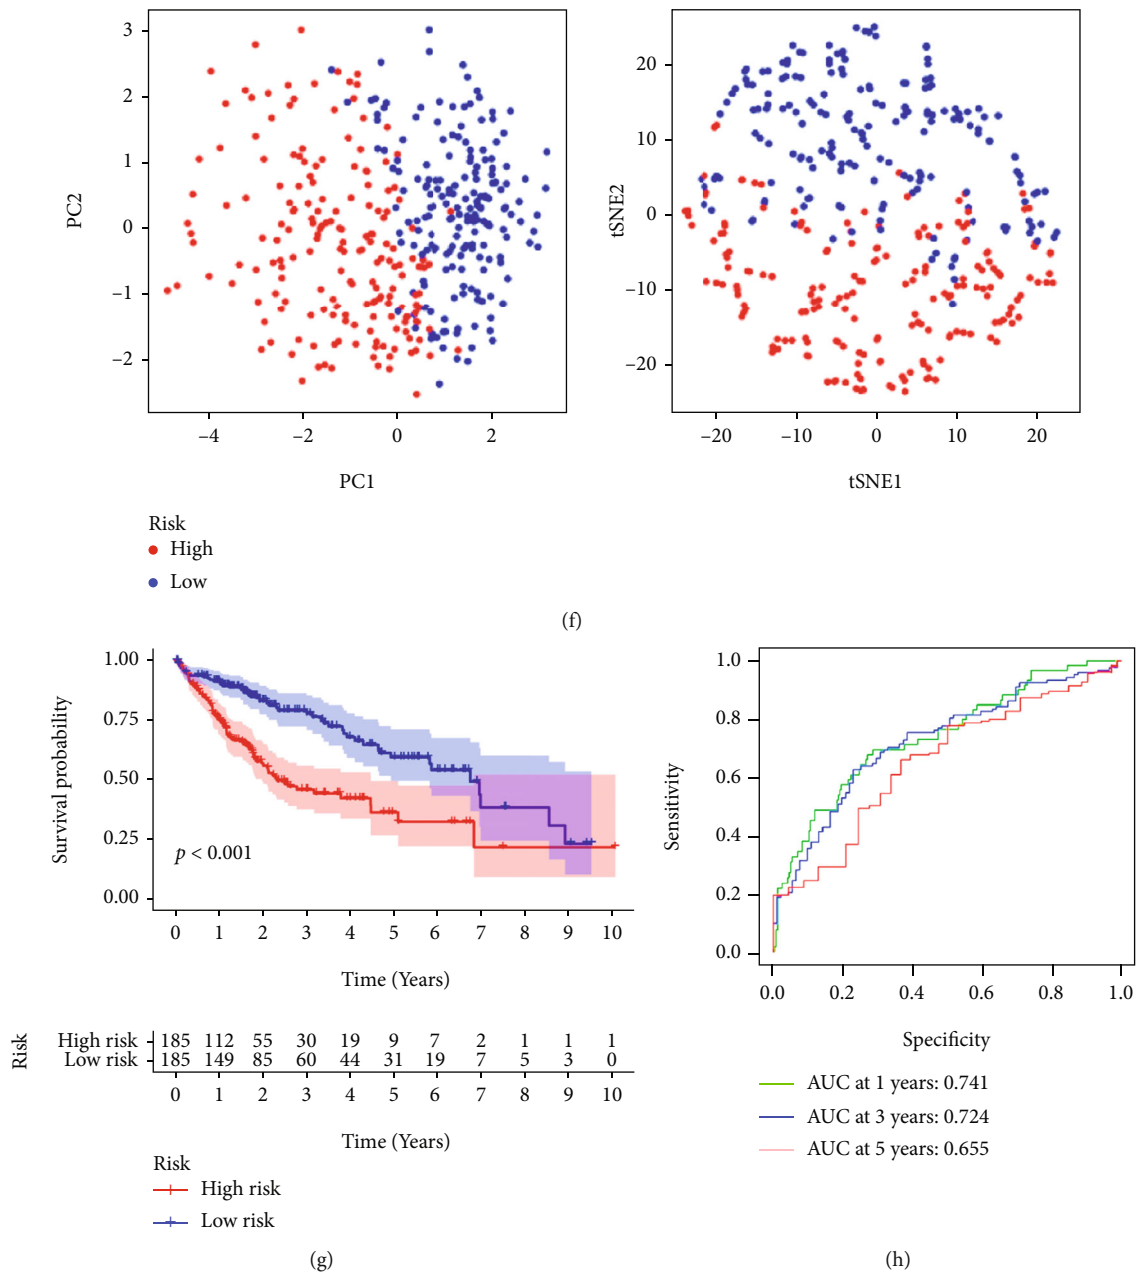 3
2
1
0
−1
−2
PC2
−4 −2 0 2
PC1
20
10
0
−10
−20
tSNE2
−20 −10 0 10 20
tSNE1
Risk
High
Low
(f)
1.00
0.75
0.50
0.25
0.00
Survival probability
p < 0.001
0 1 2 3 4 5 6 7 8 9 10
Time (Years)
Risk
High risk 185 112 55 30 19 9 7 2 1 1 1
Low risk 185 149 85 60 44 31 19 7 5 3 0
0 1 2 3 4 5 6 7 8 9 10
Time (Years)
Risk
High risk
Low risk
(g)
1.0
0.8
0.6
0.4
0.2
0.0
Sensitivity
0.0 0.2 0.4 0.6 0.8 1.0
Specificity
AUC at 1 years: 0.741
AUC at 3 years: 0.724
AUC at 5 years: 0.655
(h)